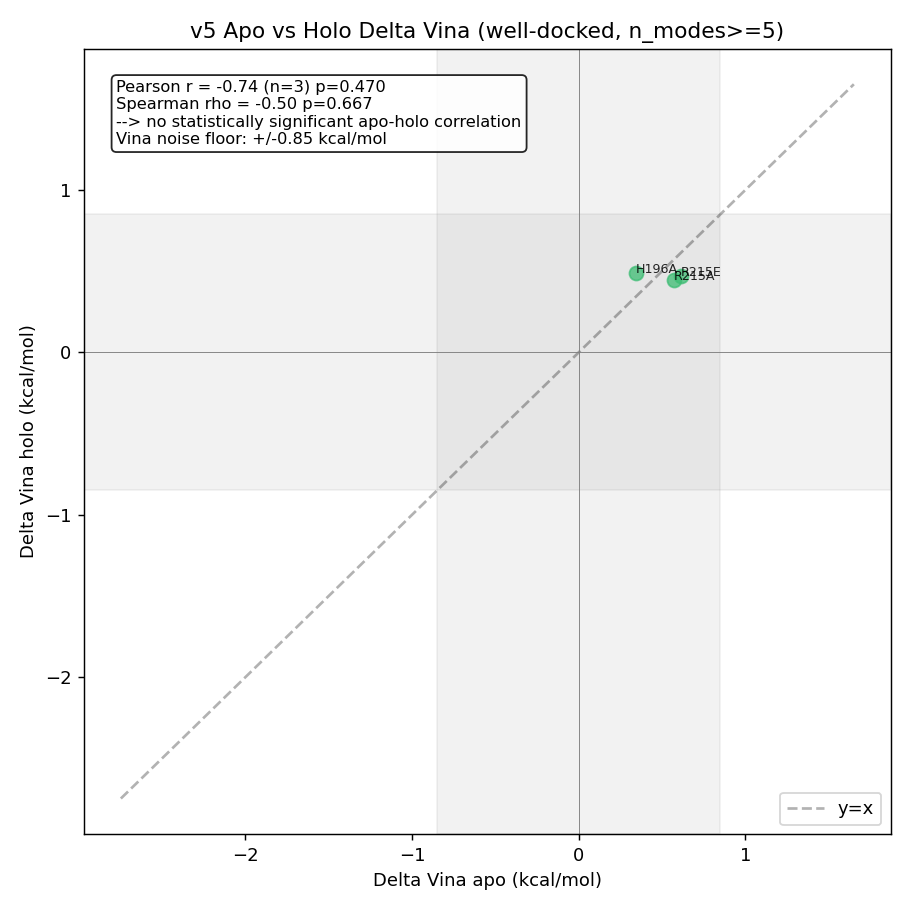 v5 Apo vs Holo Delta Vina (well-docked, n_modes>=5)
Pearson r = -0.74 (n=3) p=0.470
Spearman rho = -0.50 p=0.667
--> no statistically significant apo-holo correlation
Vina noise floor: +/-0.85 kcal/mol
1
0
−1
−2
Delta Vina holo (kcal/mol)
H196A
R215E
R215A
y=x
−2
−1
0
1
Delta Vina apo (kcal/mol)